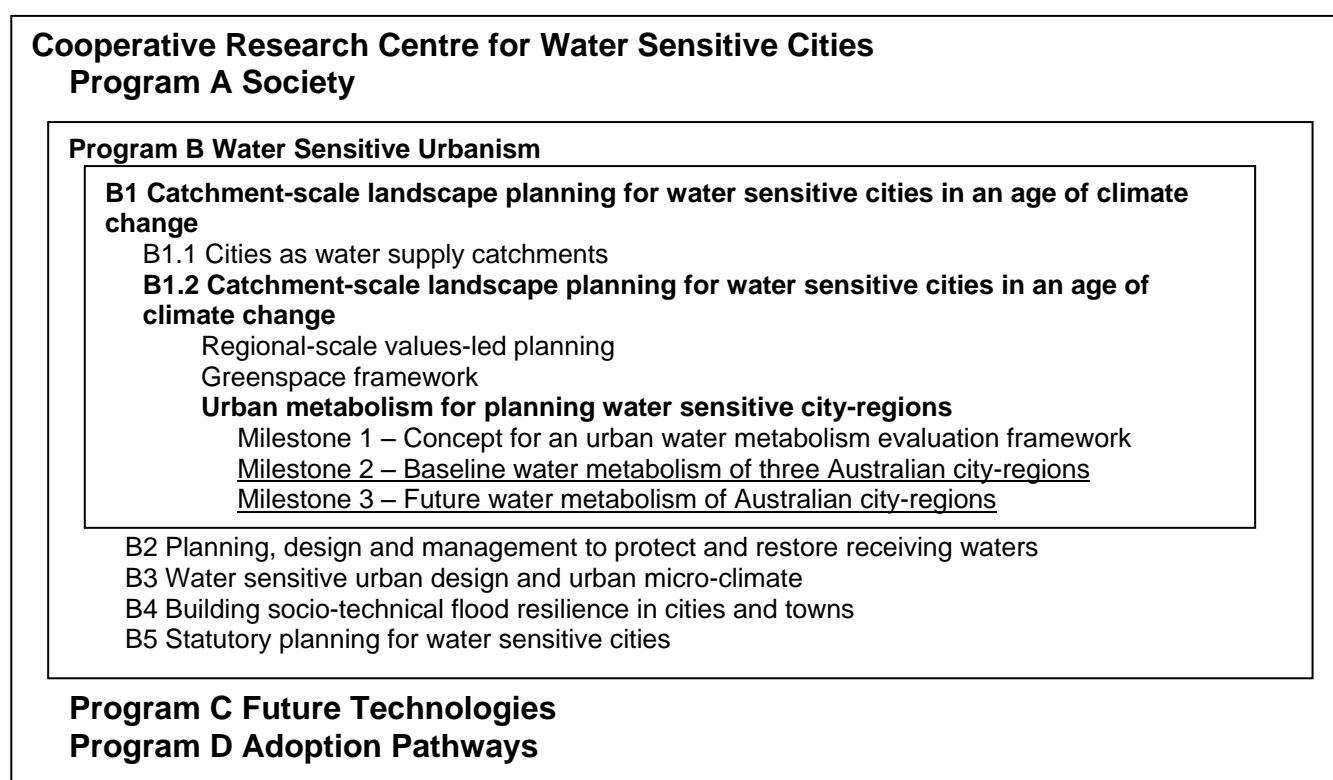 Cooperative Research Centre for Water Sensitive Cities
Program A Society
Program B Water Sensitive Urbanism
B1 Catchment-scale landscape planning for water sensitive cities in an age of climate
change
B1.1 Cities as water supply catchments
B1.2 Catchment-scale landscape planning for water sensitive cities in an age of
climate change
Regional-scale values-led planning
Greenspace framework
Urban metabolism for planning water sensitive city-regions
Milestone 1 – Concept for an urban water metabolism evaluation framework
Milestone 2 – Baseline water metabolism of three Australian city-regions
Milestone 3 – Future water metabolism of Australian city-regions
B2 Planning, design and management to protect and restore receiving waters
B3 Water sensitive urban design and urban micro-climate
B4 Building socio-technical flood resilience in cities and towns
B5 Statutory planning for water sensitive cities
Program C Future Technologies
Program D Adoption Pathways